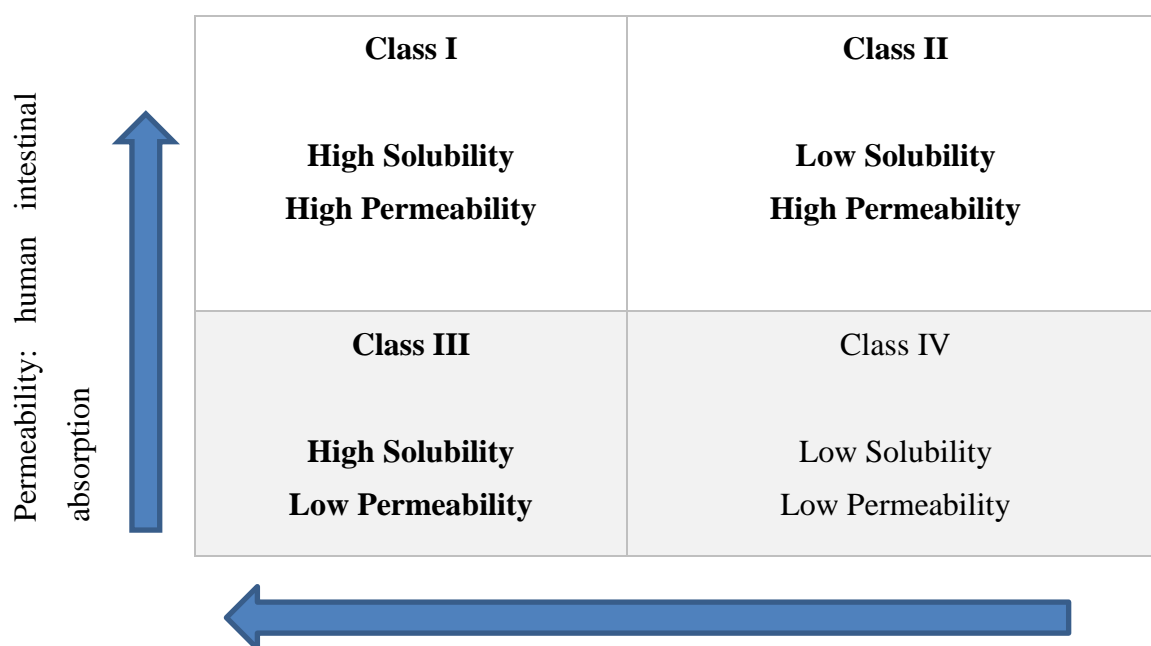 Permeability: human intestinal
absorption
Class I
High Solubility
High Permeability
Class II
Low Solubility
High Permeability
Class III
High Solubility
Low Permeability
Class IV
Low Solubility
Low Permeability